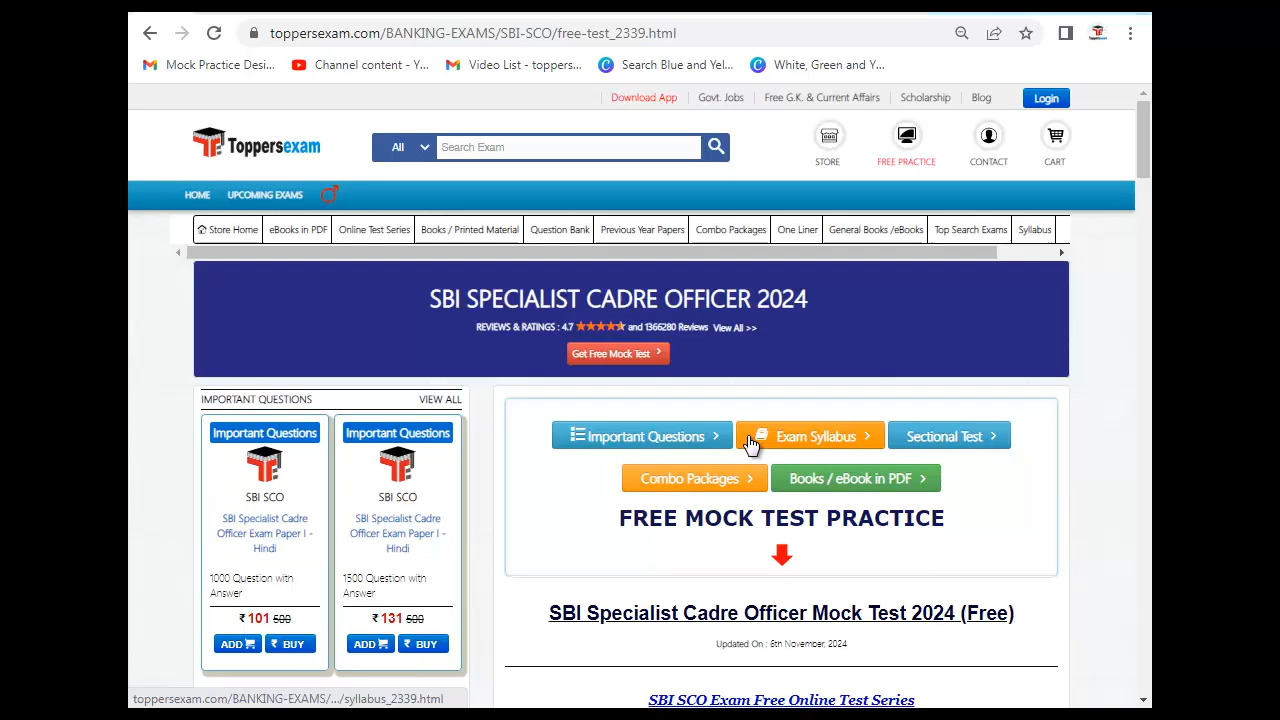 toppersexam.com/BANKING-EXAMS/SBI-SCO/free-test_2339.html
Mock Practice Desi... Channel content - Y... Video List - toppers... Search Blue and Yel... White, Green and Y...
Download App Govt. Jobs Free G.K. & Current Affairs Scholarship Blog Login
Toppersexam All Search Exam STORE FREE PRACTICE CONTACT CART
HOME UPCOMING EXAMS
Store Home eBooks in PDF Online Test Series Books / Printed Material Question Bank Previous Year Papers Combo Packages One Liner General Books /eBooks Top Search Exams Syllabus
SBI SPECIALIST CADRE OFFICER 2024
REVIEWS & RATINGS : 4.7 and 1366280 Reviews View All >>
Get Free Mock Test
IMPORTANT QUESTIONS VIEW ALL
Important Questions
SBI SCO
SBI Specialist Cadre
Officer Exam Paper I -
Hindi
1000 Question with
Answer
₹ 101 500
ADD ₹ BUY
Important Questions
SBI SCO
SBI Specialist Cadre
Officer Exam Paper I -
Hindi
1500 Question with
Answer
₹ 131 500
ADD ₹ BUY
Important Questions Exam Syllabus Sectional Test
Combo Packages Books / eBook in PDF
FREE MOCK TEST PRACTICE
SBI Specialist Cadre Officer Mock Test 2024 (Free)
Updated On : 6th November, 2024
SBI SCO Exam Free Online Test Series
toppersexam.com/BANKING-EXAMS/.../syllabus_2339.html